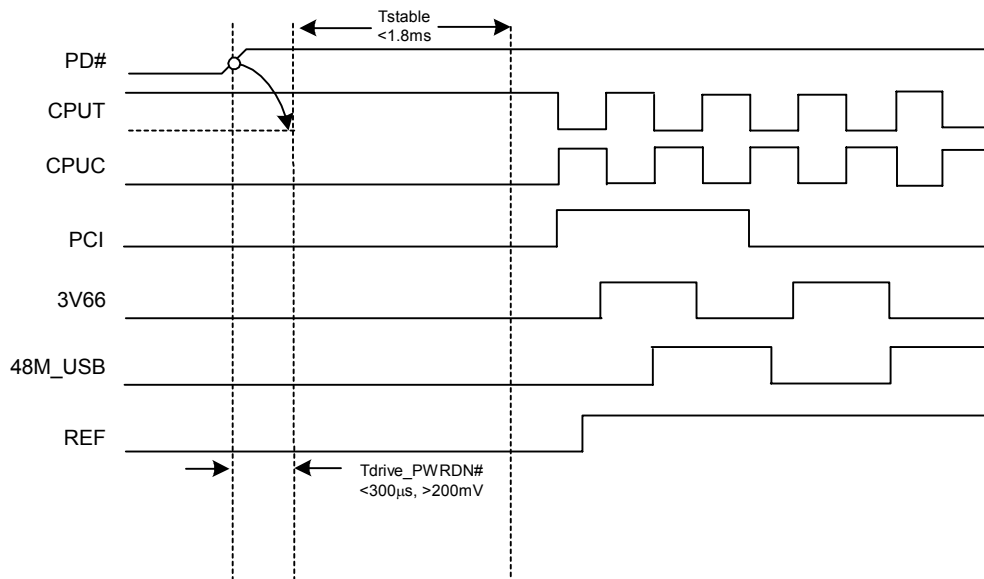 Tstable
<1.8ms
PD#
CPUT
CPUC
PCI
3V66
48M_USB
REF
Tdrive_PWRDN#
<300μs, >200mV